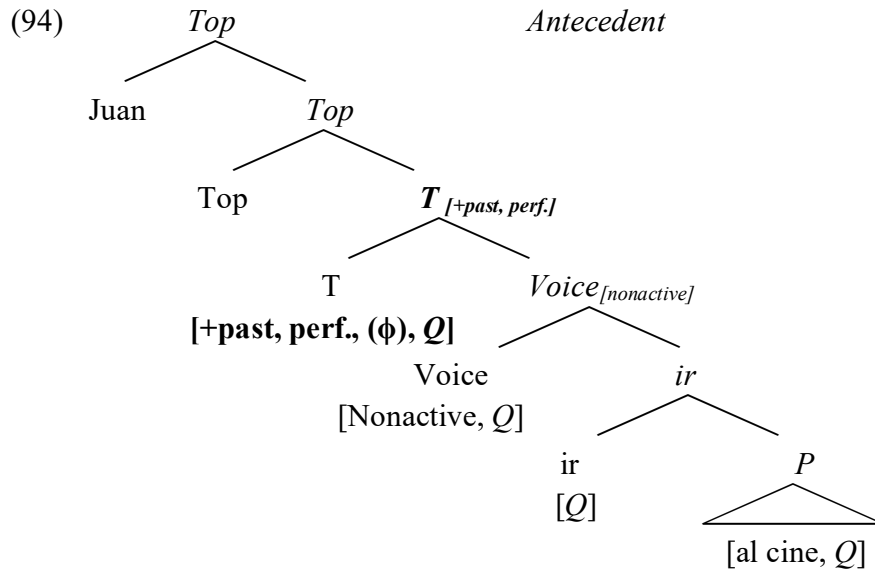 (94) Top Antecedent
Juan Top
Top T [+past, perf.]
T Voice[nonactive]
[+past, perf., (ϕ), Q]
Voice ir
[Nonactive, Q]
ir P
[Q]
[al cine, Q]